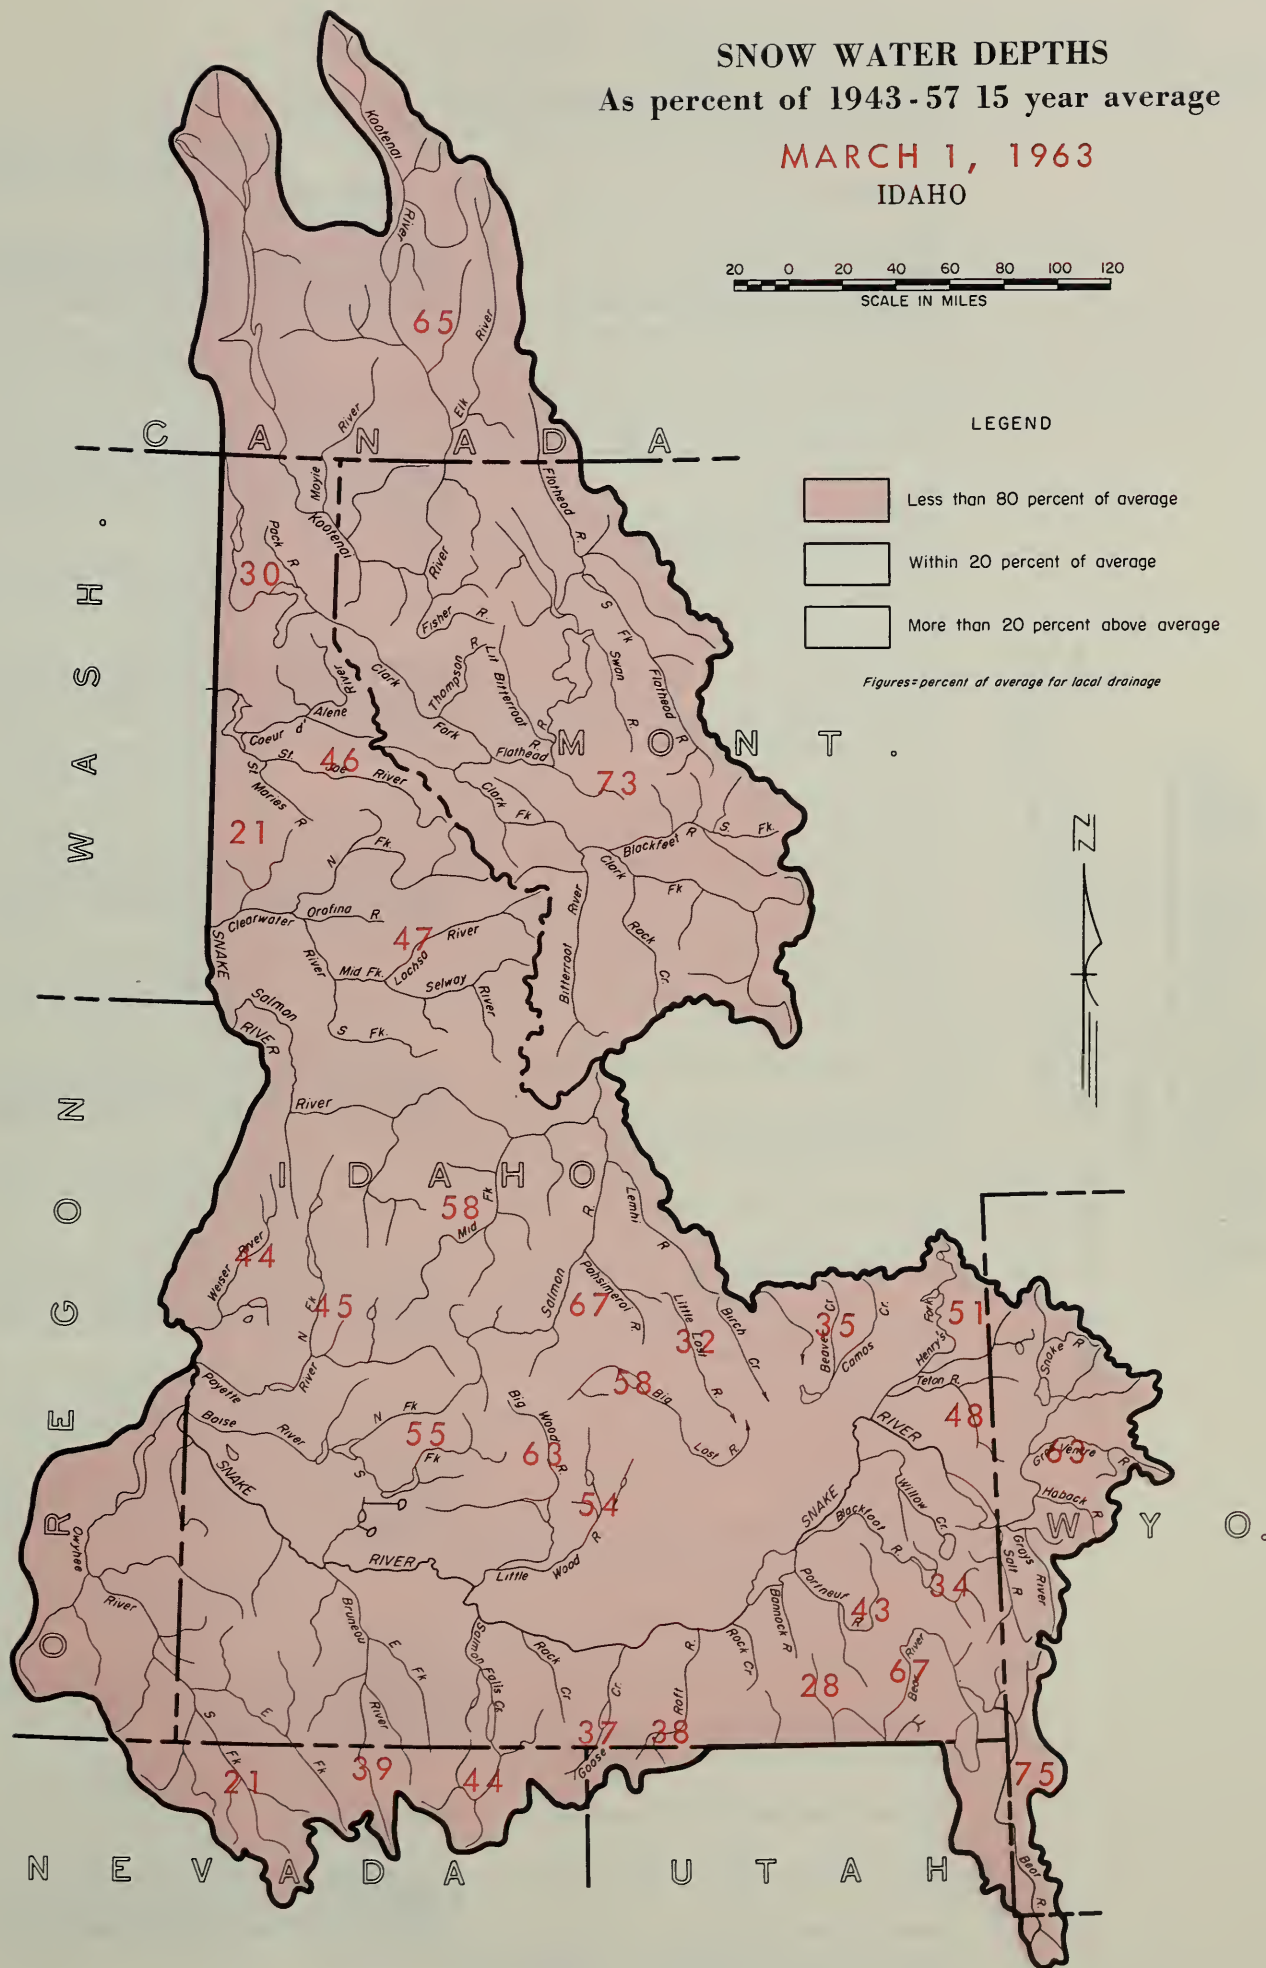 SNOW WATER DEPTHS
As percent of 1943-57 15 year average
MARCH 1, 1963
IDAHO
20 0 20 40 60 80 100 120
SCALE IN MILES
LEGEND
Less than 80 percent of average
Within 20 percent of average
More than 20 percent above average
Figures=percent of average for local drainage
N
CANADA
WASH.
MONT.
OREGON
IDAHO
WYO.
NEVADA
UTAH
Kootenai
River
65
River
Elk
River
Moyie
Kootenai
Flathead
R.
Pack R
30
River
Fisher R.
S Fk
Flathead
R
Swan
R.
Clark
Fork
Thompson
R
Lit Bitterroot
R.
Flathead
R.
River
Alene
Coeur d'
46
St. Joe River
St Maries R
21
73
Clark Fk
Blackfeet R
S. Fk.
Clark
Fk
Rock
Cr.
River
Bitterroot
N Fk.
Clearwater
Orofina R.
47
River
Lochsa
River
Mid Fk.
Selway
River
S Fk.
SNAKE
RIVER
Salmon
River
58
Mid Fk
R.
Lemhi
R
44
Weiser River
45
N Fk
Salmon
67
Pahsimeroi
R
Little Lost
R.
32
Birch
Cr
35
Beaver Cr
Camas
Cr.
Henry's Fork
51
Snake R
Teton R.
48
58
Big
Lost R.
Payette
River
Boise
River
N Fk
55
S Fk
Big
Wood
R.
63
54
SNAKE
RIVER
Little Wood R
RIVER
SNAKE
63
Gros Ventre
R
Hoback
R
Willow
Cr.
Blackfoot
R.
34
Grays
River
Salt R
Portneuf
R
43
Bannock R
Owyhee
River
Bruneau
River
E Fk
Salmon Falls Cr.
Rock
Cr
Cr.
Goose
37
Raft
R.
38
Rock Cr
28
67
River
Bear
S Fk
21
E Fk
39
44
75
Bear
R.